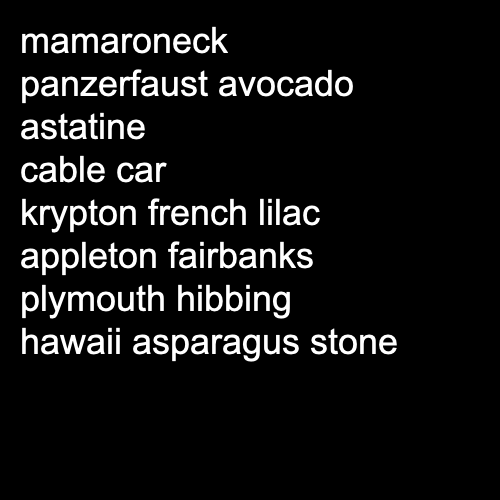 mamaroneck
panzerfaust avocado
astatine
cable car
krypton french lilac
appleton fairbanks
plymouth hibbing
hawaii asparagus stone